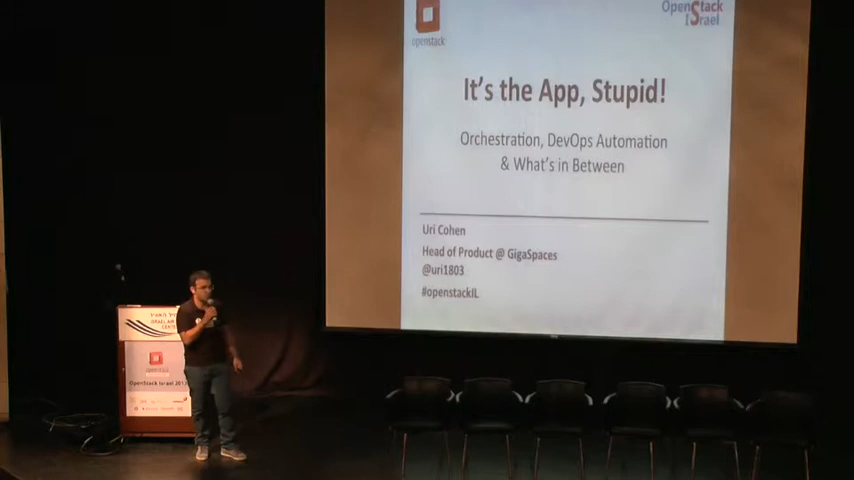 openstack
OpenStack
ISrael
It's the App, Stupid!
Orchestration, DevOps Automation
& What's in Between
Uri Cohen
Head of Product @ GigaSpaces
@uri1803
#openstackIL
openstack
OpenStack Israel 2013